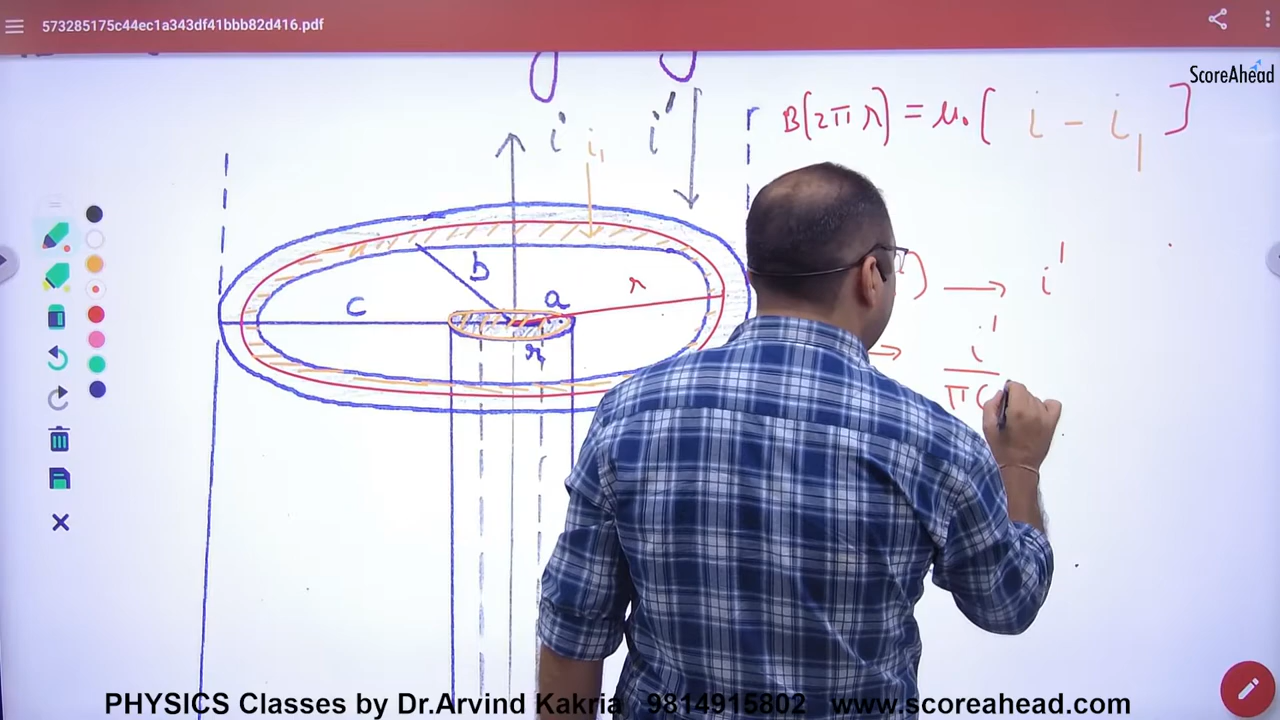 573285175c44ec1a343df41bbb82d416.pdf
ScoreAhead
B(2πr) = μ₀[ i - i₁ ]
i i₁ i'
b
c a r
r
) → i'
→ i'
π(
PHYSICS Classes by Dr.Arvind Kakria 9814915802 www.scoreahead.com